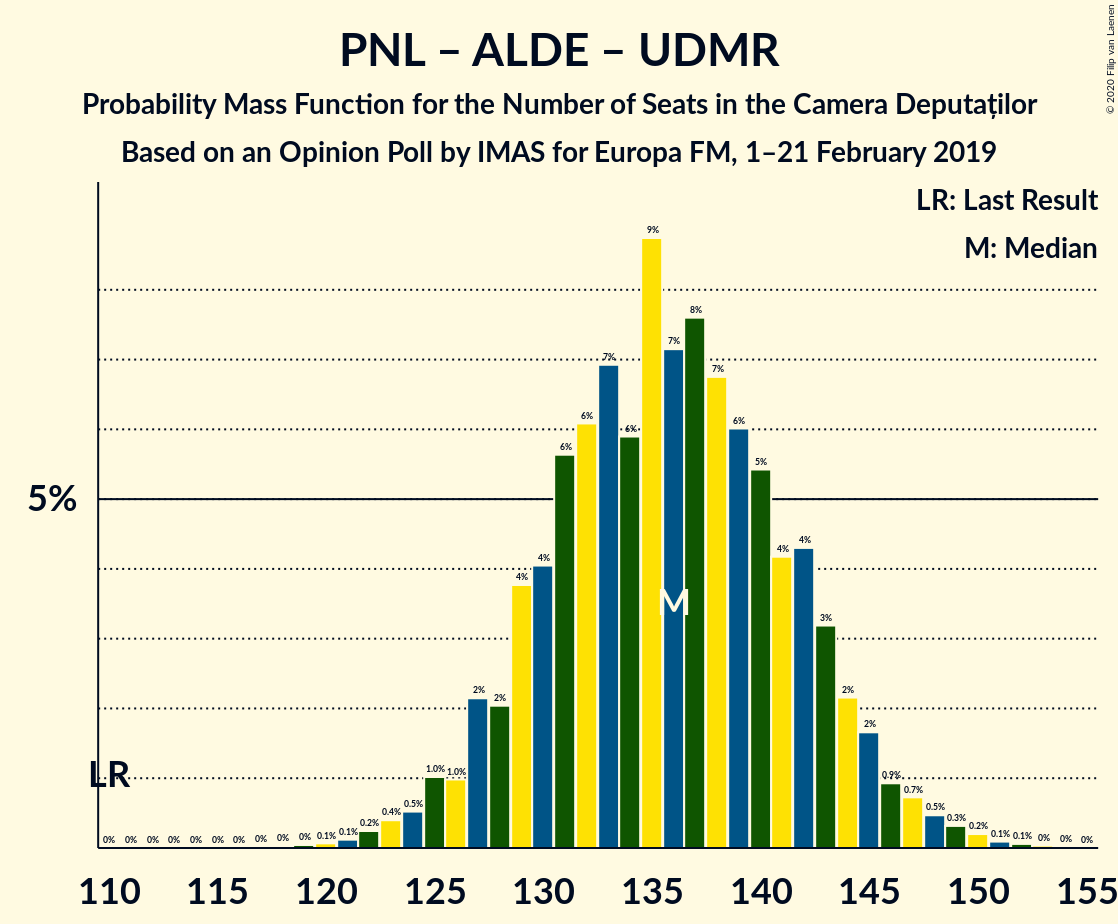 PNL – ALDE – UDMR
Probability Mass Function for the Number of Seats in the Camera Deputaților
Based on an Opinion Poll by IMAS for Europa FM, 1–21 February 2019
© 2020 Filip van Laenen
LR: Last Result
M: Median
5%
LR
M
0% 0% 0% 0% 0% 0% 0% 0% 0% 0% 0.1% 0.1% 0.2% 0.4% 0.5% 1.0% 1.0% 2% 2% 4% 4% 6% 6% 7% 6% 9% 7% 8% 7% 6% 5% 4% 4% 3% 2% 2% 0.9% 0.7% 0.5% 0.3% 0.2% 0.1% 0.1% 0% 0% 0%
110 115 120 125 130 135 140 145 150 155